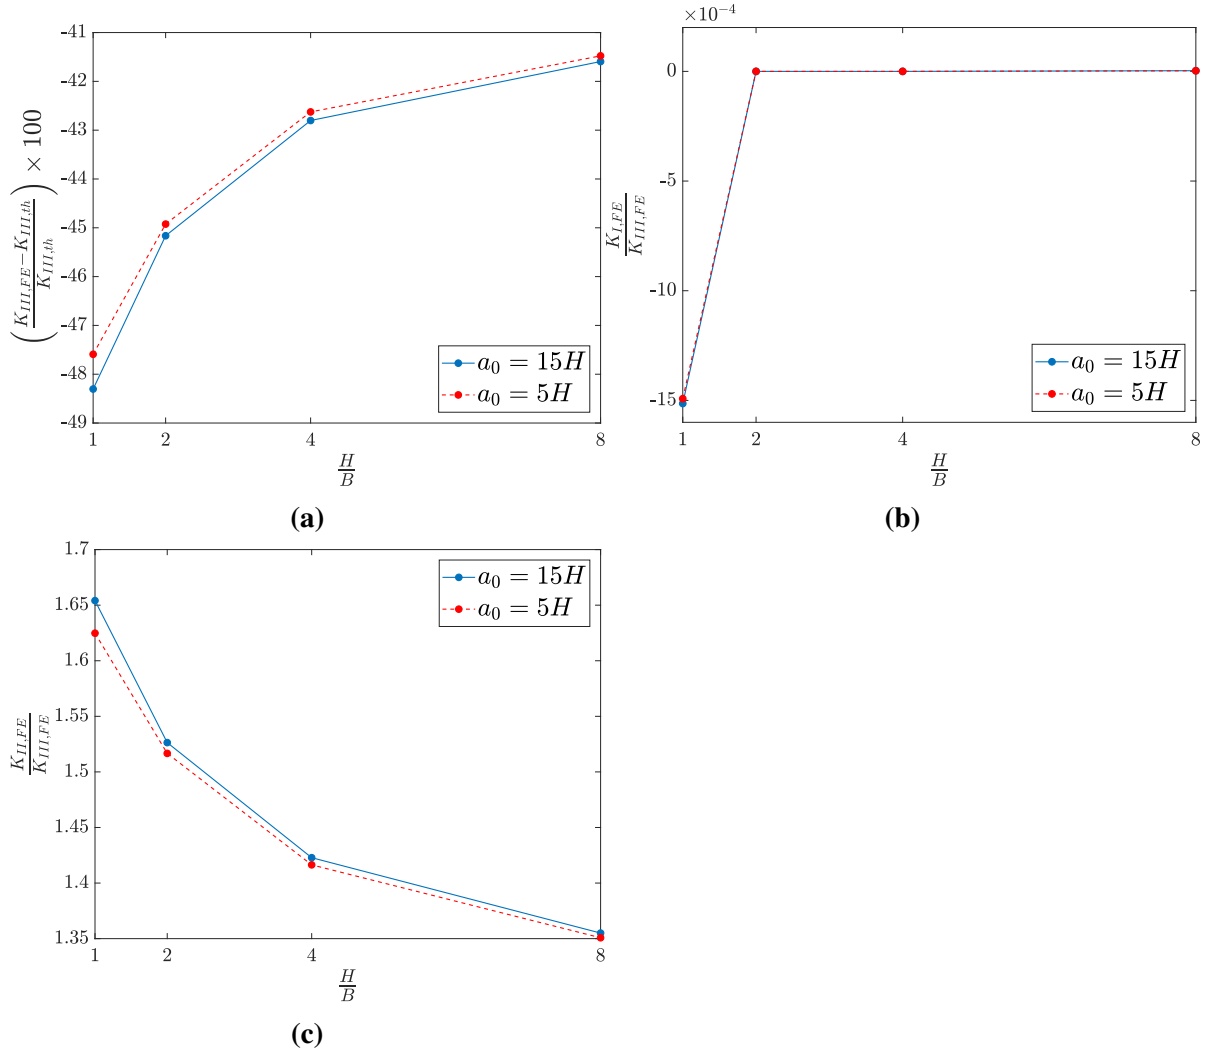 -41
-42
-43
-44
-45
-46
-47
-48
-49
1 2 4 8
H/B
(K_{III,FE} − K_{III,th} / K_{III,th}) × 100
a_0 = 15H
a_0 = 5H
(a)
×10^{-4}
0
-5
-10
-15
1 2 4 8
H/B
K_{I,FE} / K_{III,FE}
a_0 = 15H
a_0 = 5H
(b)
1.7
1.65
1.6
1.55
1.5
1.45
1.4
1.35
1 2 4 8
H/B
K_{II,FE} / K_{III,FE}
a_0 = 15H
a_0 = 5H
(c)